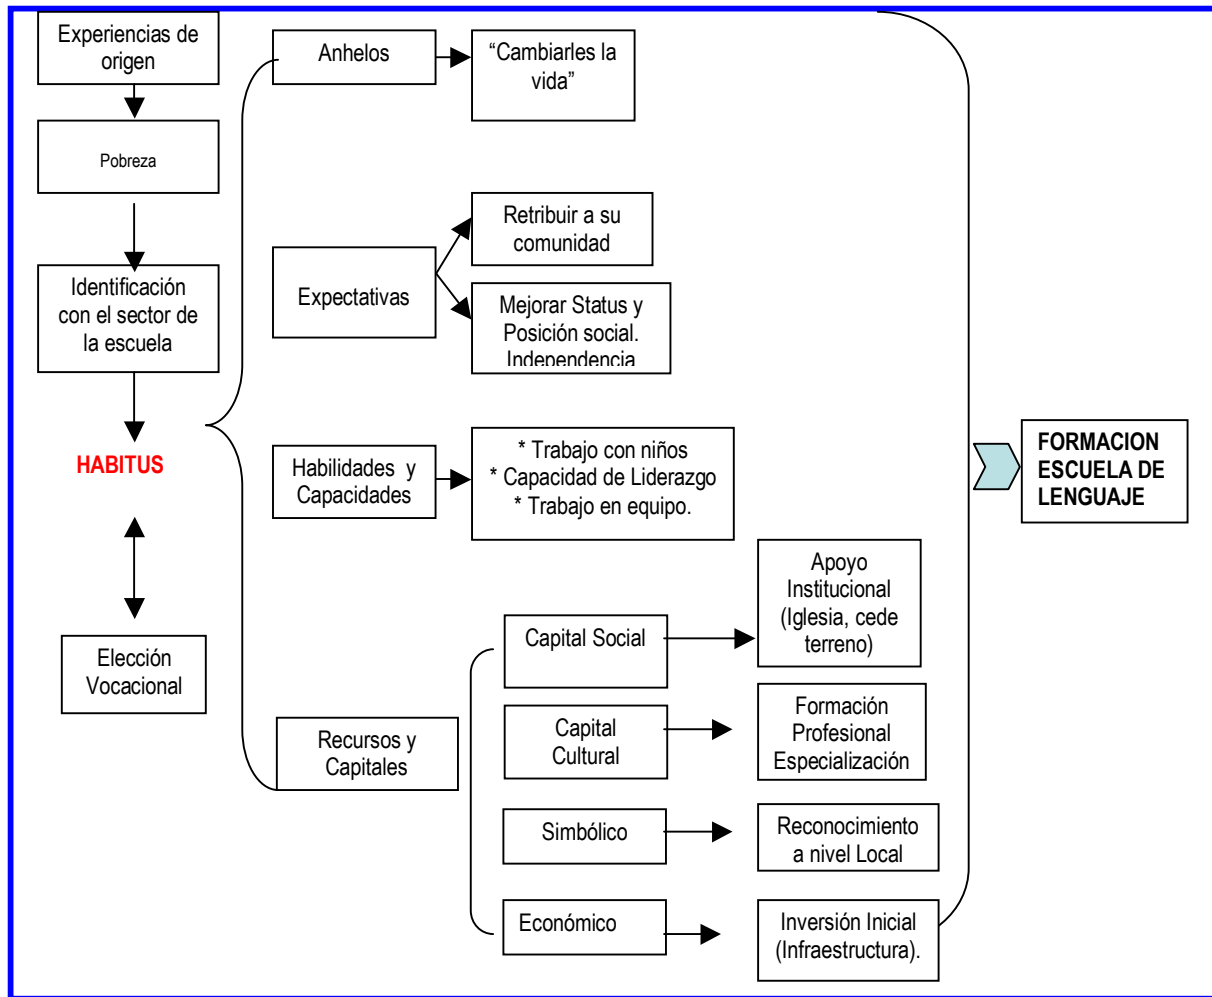 Experiencias de
origen
Pobreza
Identificación
con el sector de
la escuela
HABITUS
Elección
Vocacional
Anhelos
“Cambiarles la
vida”
Expectativas
Retribuir a su
comunidad
Mejorar Status y
Posición social.
Independencia
Habilidades y
Capacidades
* Trabajo con niños
* Capacidad de Liderazgo
* Trabajo en equipo.
Recursos y
Capitales
Capital Social
Apoyo
Institucional
(Iglesia, cede
terreno)
Capital
Cultural
Formación
Profesional
Especialización
Simbólico
Reconocimiento
a nivel Local
Económico
Inversión Inicial
(Infraestructura).
FORMACION
ESCUELA DE
LENGUAJE